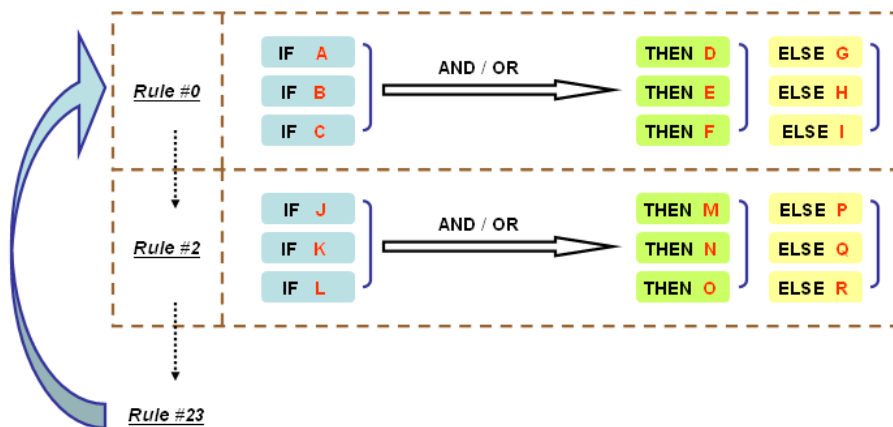 IF A
AND / OR
THEN D
ELSE G
Rule #0
IF B
THEN E
ELSE H
IF C
THEN F
ELSE I
IF J
AND / OR
THEN M
ELSE P
Rule #2
IF K
THEN N
ELSE Q
IF L
THEN O
ELSE R
Rule #23